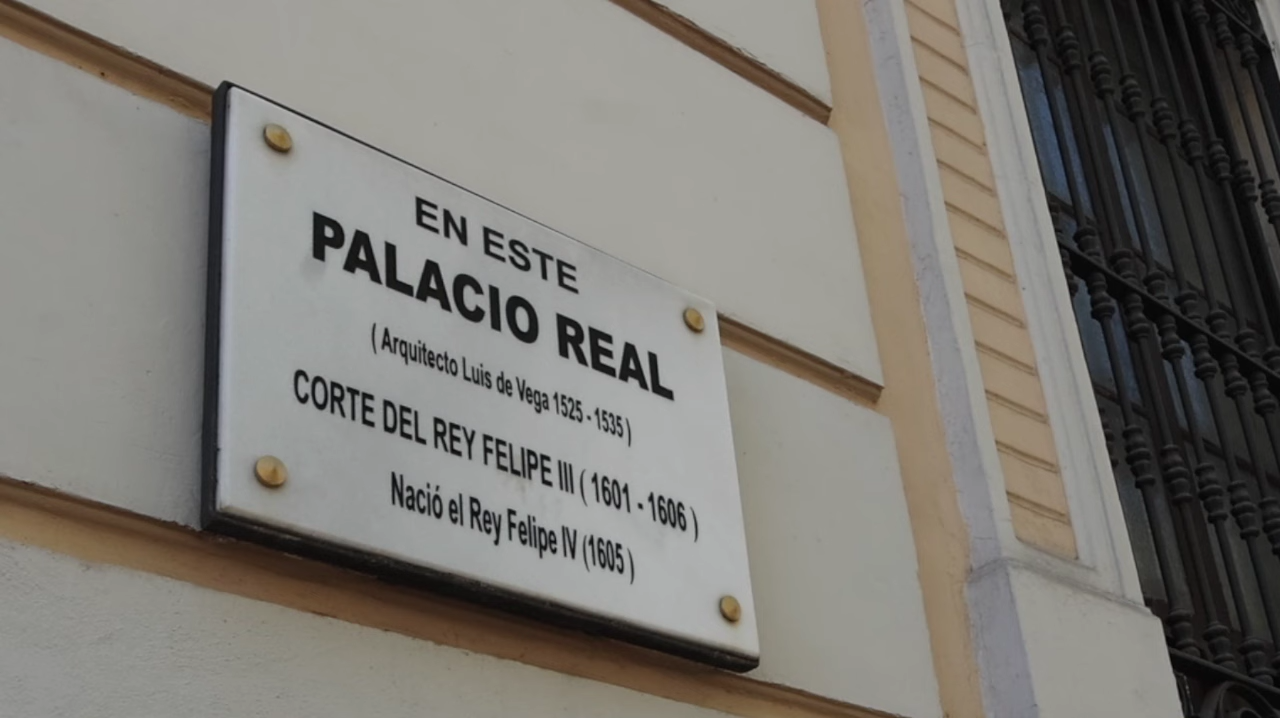 EN ESTE
PALACIO REAL
( Arquitecto Luis de Vega 1525 - 1535 )
CORTE DEL REY FELIPE III ( 1601 - 1606 )
Nació el Rey Felipe IV (1605 )